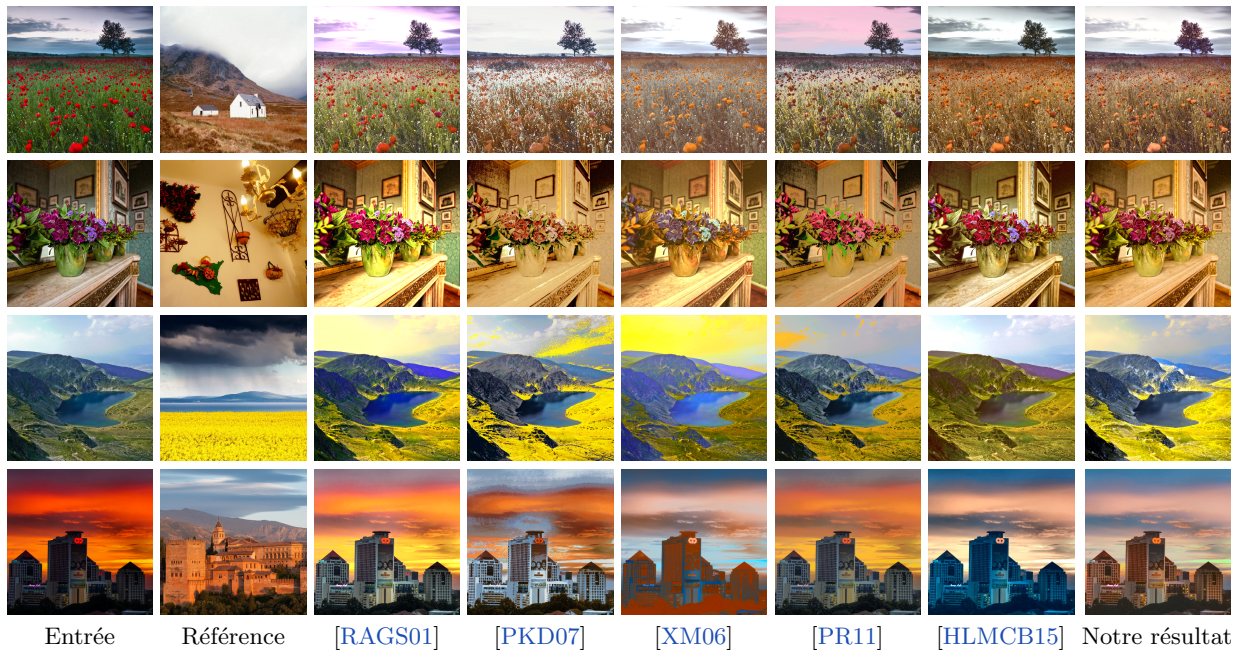 Entrée Référence [RAGS01] [PKD07] [XM06] [PR11] [HLMCB15] Notre résultat